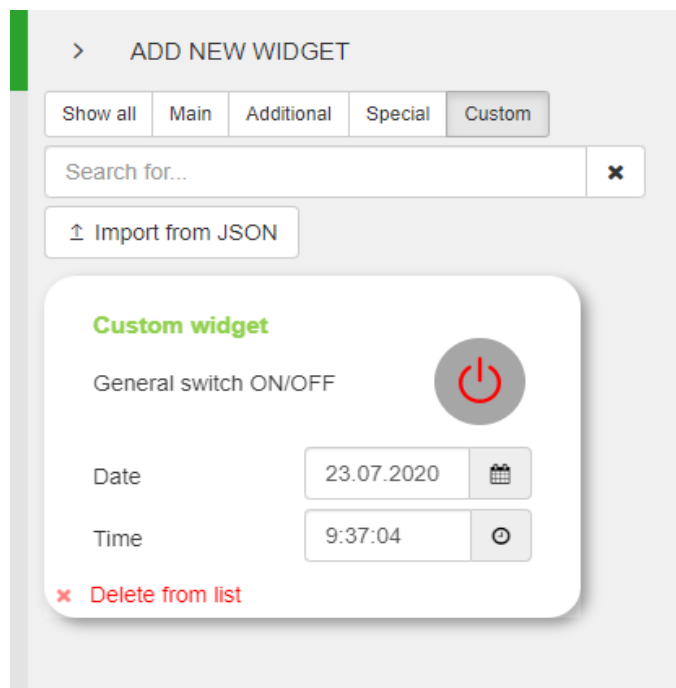 ADD NEW WIDGET
Show all Main Additional Special Custom
Search for...
Import from JSON
Custom widget
General switch ON/OFF
Date 23.07.2020
Time 9:37:04
Delete from list